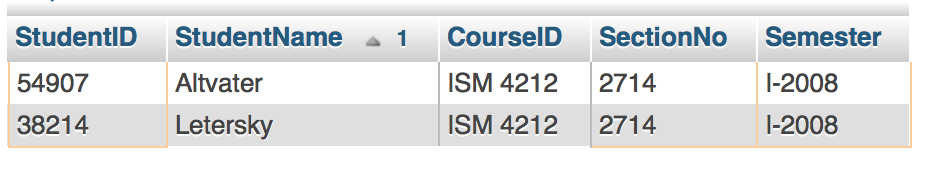 StudentID StudentName 1 CourseID SectionNo Semester
54907 Altvater ISM 4212 2714 I-2008
38214 Letersky ISM 4212 2714 I-2008